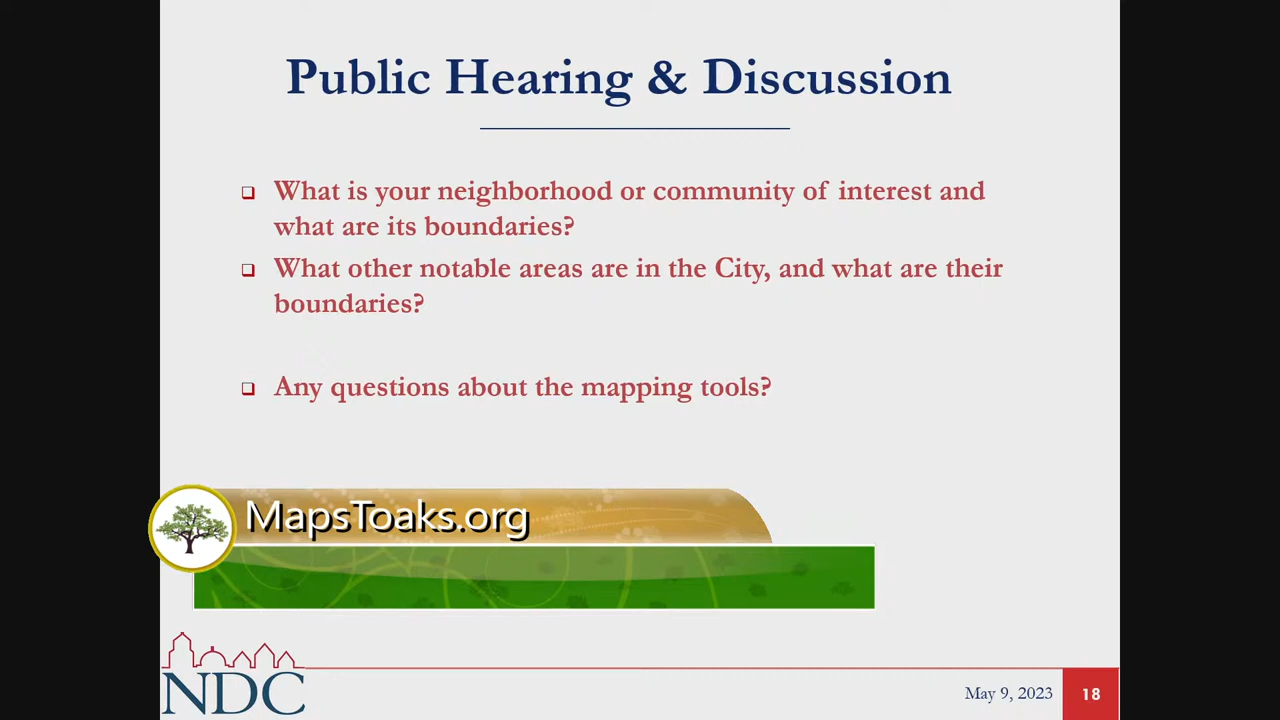 Public Hearing & Discussion
What is your neighborhood or community of interest and
what are its boundaries?
What other notable areas are in the City, and what are their
boundaries?
Any questions about the mapping tools?
MapsToaks.org
NDC
May 9, 2023
18